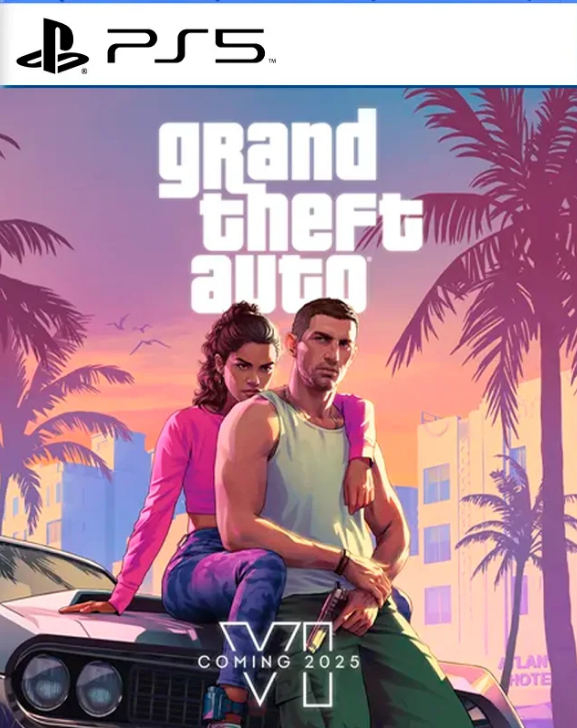 PS5
grand
theft
auto
VI
COMING 2025
ATLAN
HOTE